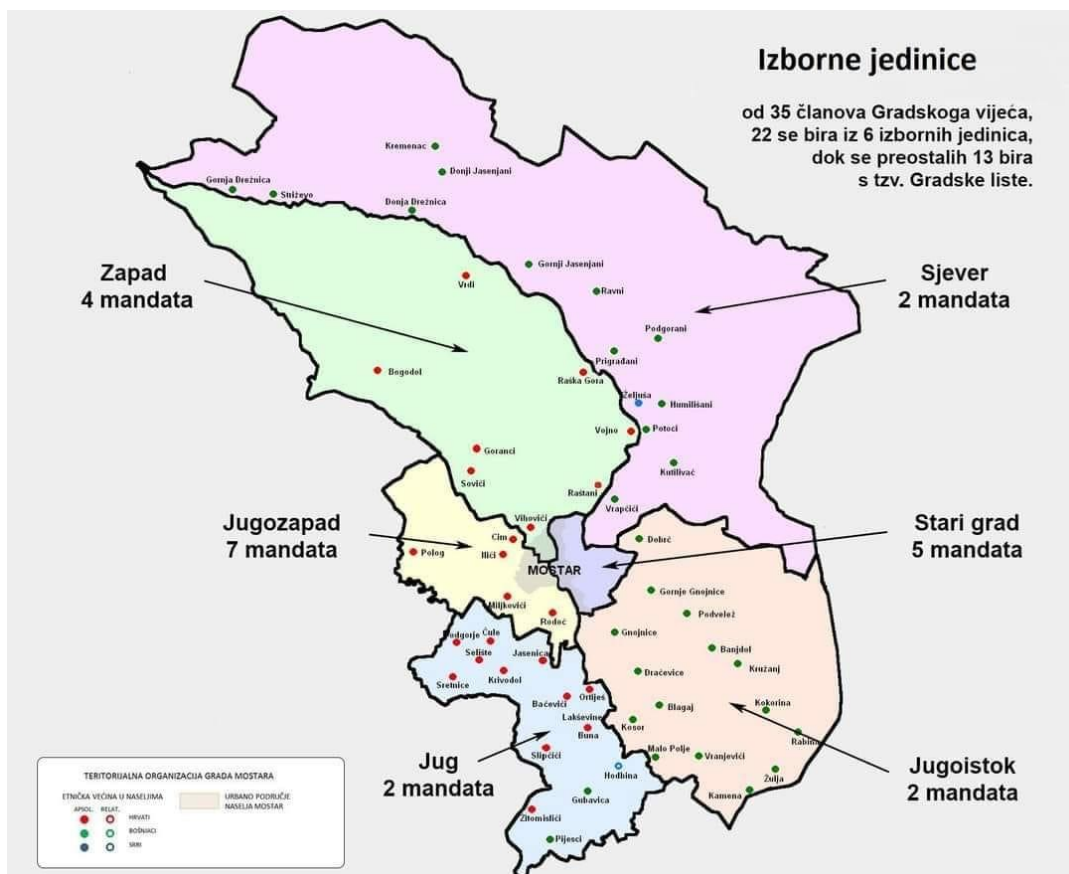 Izborne jedinice
od 35 članova Gradskoga vijeća,
22 se bira iz 6 izbornih jedinica,
dok se preostalih 13 bira
s tzv. Gradske liste.
Kremenac
Donji Jasenjani
Gornja Drežnica
Striževo
Donja Drežnica
Zapad
4 mandata
Gornji Jasenjani
Vrdi
Ravni
Sjever
2 mandata
Podgorani
Prigrađani
Bogodol
Raška Gora
Željuša
Humilišani
Vojno
Potoci
Goranci
Kutilivač
Sovići
Raštani
Vrapčići
Jugozapad
7 mandata
Vihovići
Cim
Ilići
Polog
MOSTAR
Stari grad
5 mandata
Dobrč
Miljkovići
Rodoč
Gornje Gnojnice
Podvelež
Gnojnice
Podgorje
Čule
Selište
Jasenica
Banjdol
Kružanj
Sretnice
Krivodol
Dračevice
Bačevići
Ortiješ
Lakševine
Buna
Kosor
Blagaj
Kokorina
Rabina
Slipčići
Jug
2 mandata
Hodbina
Malo Polje
Vranjevići
Žulja
Kamena
Jugoistok
2 mandata
Gubavica
Žitomislići
Pijesci
TERITORIJALNA ORGANIZACIJA GRADA MOSTARA
ETNIČKA VEĆINA U NASELJIMA
APSOL. RELAT.
HRVATI
BOŠNJACI
SRBI
URBANO PODRUČJE
NASELJA MOSTAR